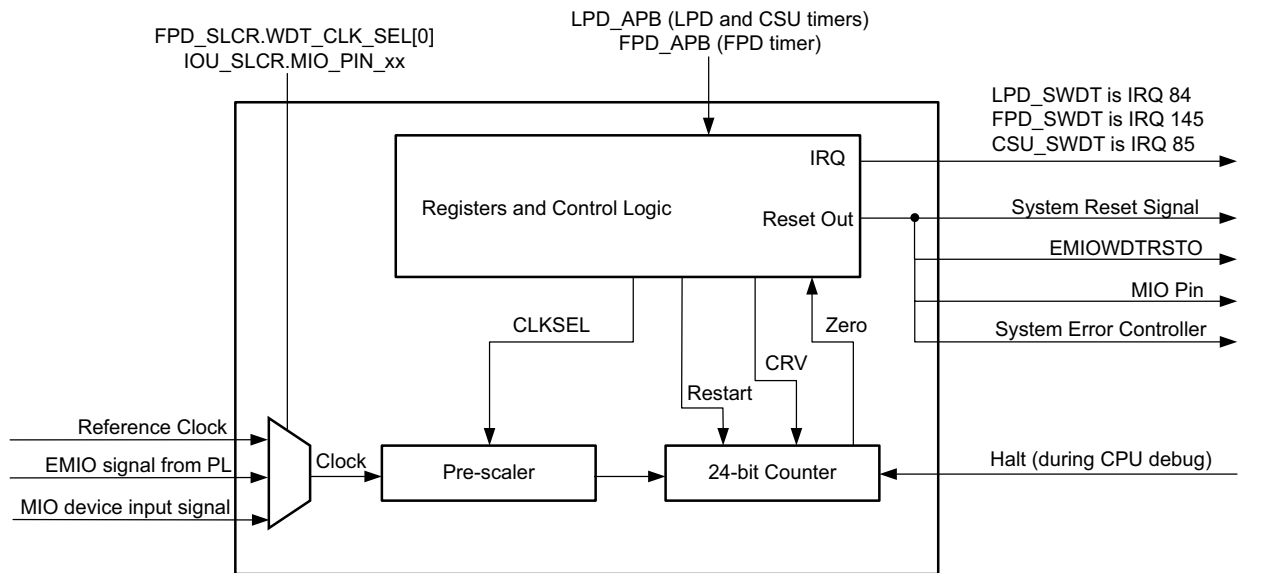 LPD_APB (LPD and CSU timers)
FPD_APB (FPD timer)
FPD_SLCR.WDT_CLK_SEL[0]
IOU_SLCR.MIO_PIN_xx
LPD_SWDT is IRQ 84
FPD_SWDT is IRQ 145
CSU_SWDT is IRQ 85
IRQ
Registers and Control Logic
Reset Out
System Reset Signal
EMIOWDTRSTO
MIO Pin
System Error Controller
CLKSEL
Zero
CRV
Restart
Reference Clock
EMIO signal from PL
MIO device input signal
Clock
Pre-scaler
24-bit Counter
Halt (during CPU debug)